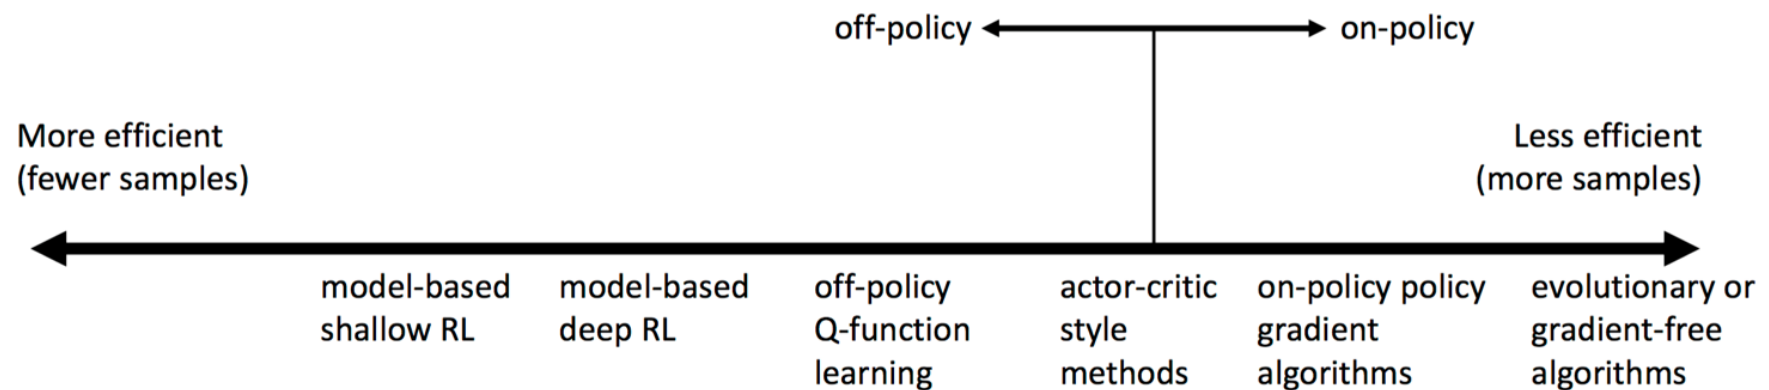 off-policy
on-policy
More efficient
(fewer samples)
Less efficient
(more samples)
model-based
shallow RL
model-based
deep RL
off-policy
Q-function
learning
actor-critic
style
methods
on-policy policy
gradient
algorithms
evolutionary or
gradient-free
algorithms